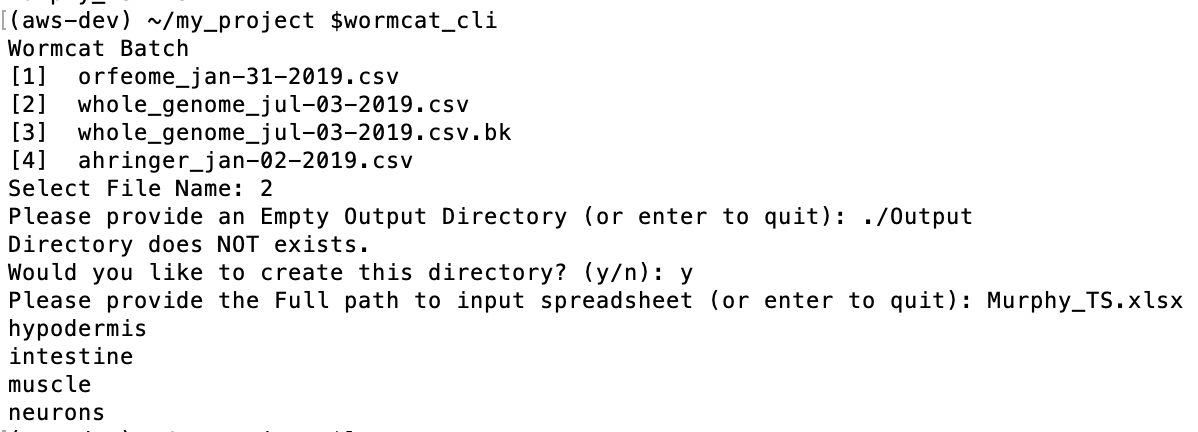 (aws-dev) ~/my_project $wormcat_cli
Wormcat Batch
[1] orfeome_jan-31-2019.csv
[2] whole_genome_jul-03-2019.csv
[3] whole_genome_jul-03-2019.csv.bk
[4] ahringer_jan-02-2019.csv
Select File Name: 2
Please provide an Empty Output Directory (or enter to quit): ./Output
Directory does NOT exists.
Would you like to create this directory? (y/n): y
Please provide the Full path to input spreadsheet (or enter to quit): Murphy_TS.xlsx
hypodermis
intestine
muscle
neurons